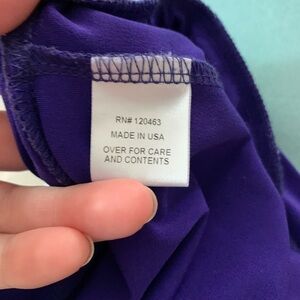 RN# 120463
MADE IN USA
OVER FOR CARE
AND CONTENTS